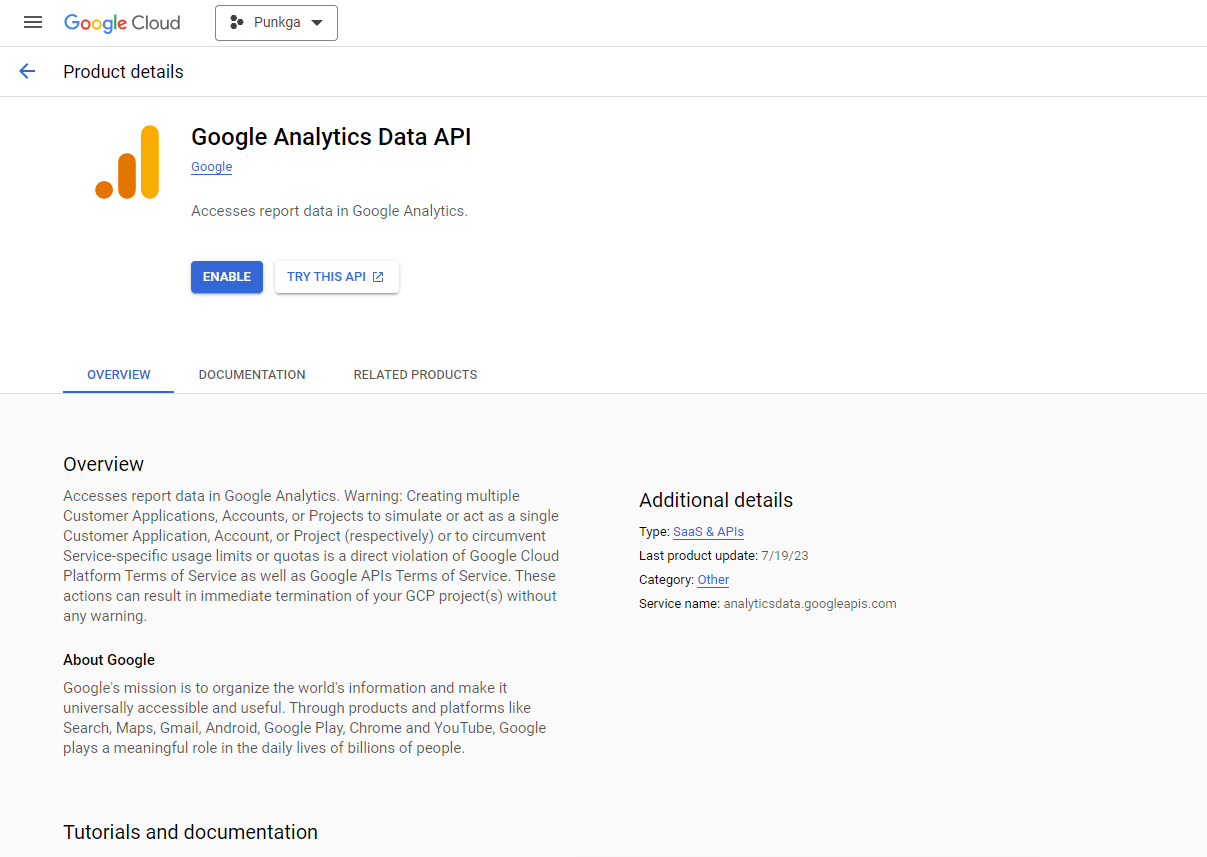 Google Cloud
Punkga
Product details
Google Analytics Data API
Google
Accesses report data in Google Analytics.
ENABLE
TRY THIS API
OVERVIEW
DOCUMENTATION
RELATED PRODUCTS
Overview
Accesses report data in Google Analytics. Warning: Creating multiple
Customer Applications, Accounts, or Projects to simulate or act as a single
Customer Application, Account, or Project (respectively) or to circumvent
Service-specific usage limits or quotas is a direct violation of Google Cloud
Platform Terms of Service as well as Google APIs Terms of Service. These
actions can result in immediate termination of your GCP project(s) without
any warning.
About Google
Google's mission is to organize the world's information and make it
universally accessible and useful. Through products and platforms like
Search, Maps, Gmail, Android, Google Play, Chrome and YouTube, Google
plays a meaningful role in the daily lives of billions of people.
Additional details
Type: SaaS & APIs
Last product update: 7/19/23
Category: Other
Service name: analyticsdata.googleapis.com
Tutorials and documentation